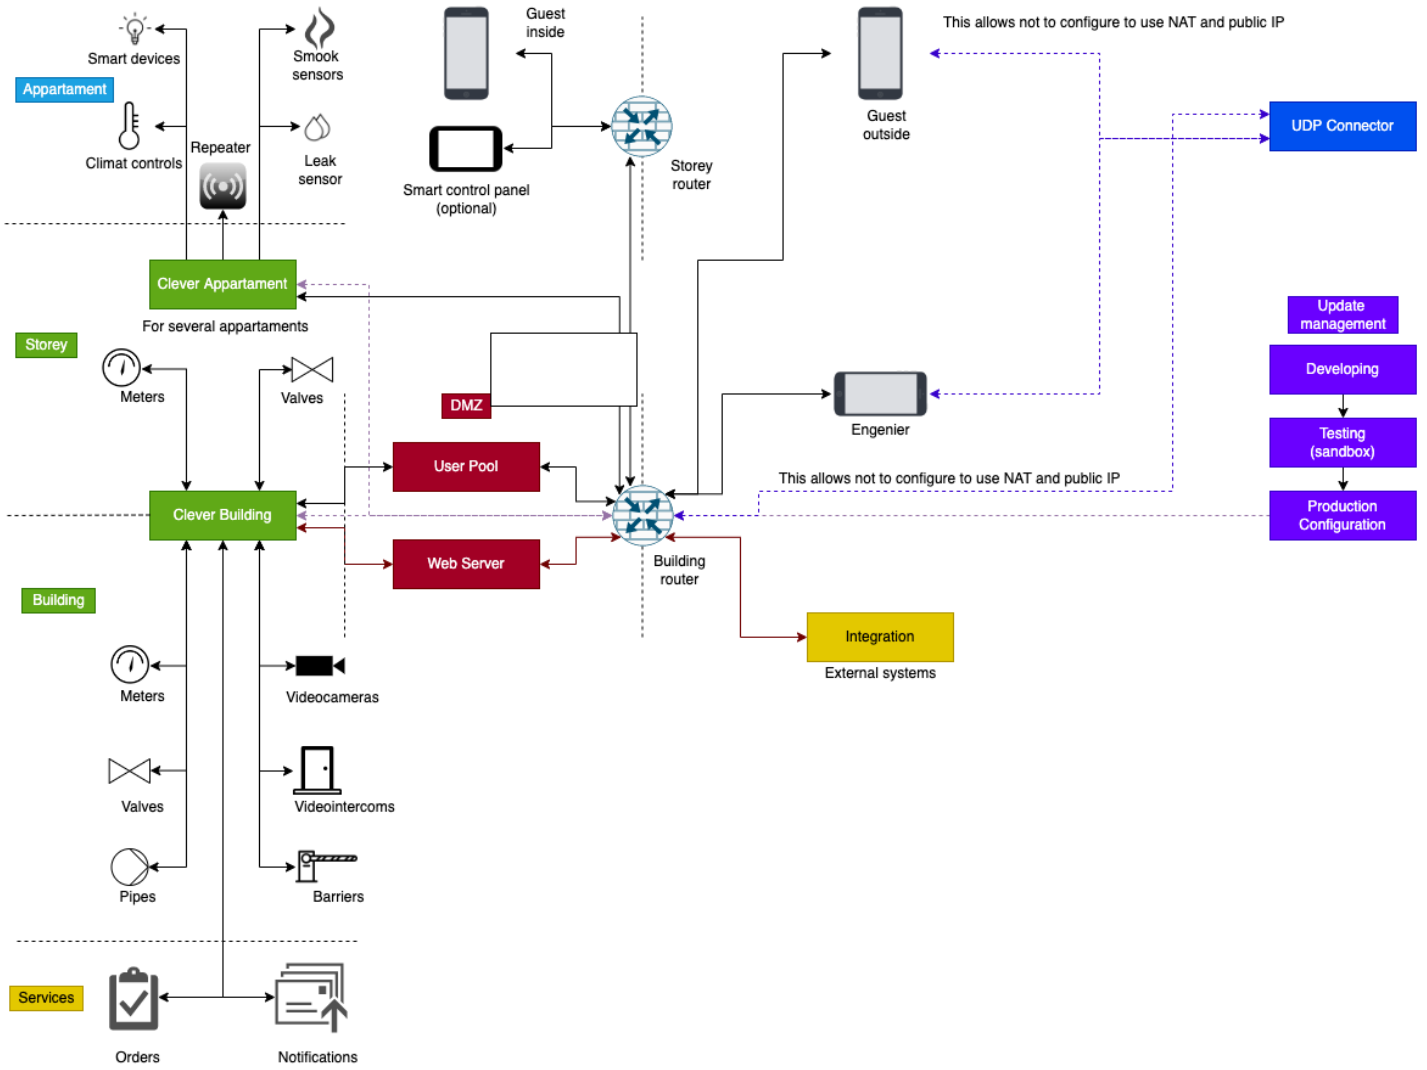 This allows not to configure to use NAT and public IP
Guest
inside
Smart devices
Smook
sensors
Appartament
Guest
outside
UDP Connector
Climat controls
Repeater
Leak
sensor
Storey
router
Smart control panel
(optional)
Clever Appartament
For several appartaments
Update
management
Storey
Developing
Meters
Valves
DMZ
Engenier
Testing
(sandbox)
User Pool
This allows not to configure to use NAT and public IP
Clever Building
Production
Configuration
Web Server
Building
router
Building
Integration
External systems
Meters
Videocameras
Valves
Videointercoms
Pipes
Barriers
Services
Orders
Notifications